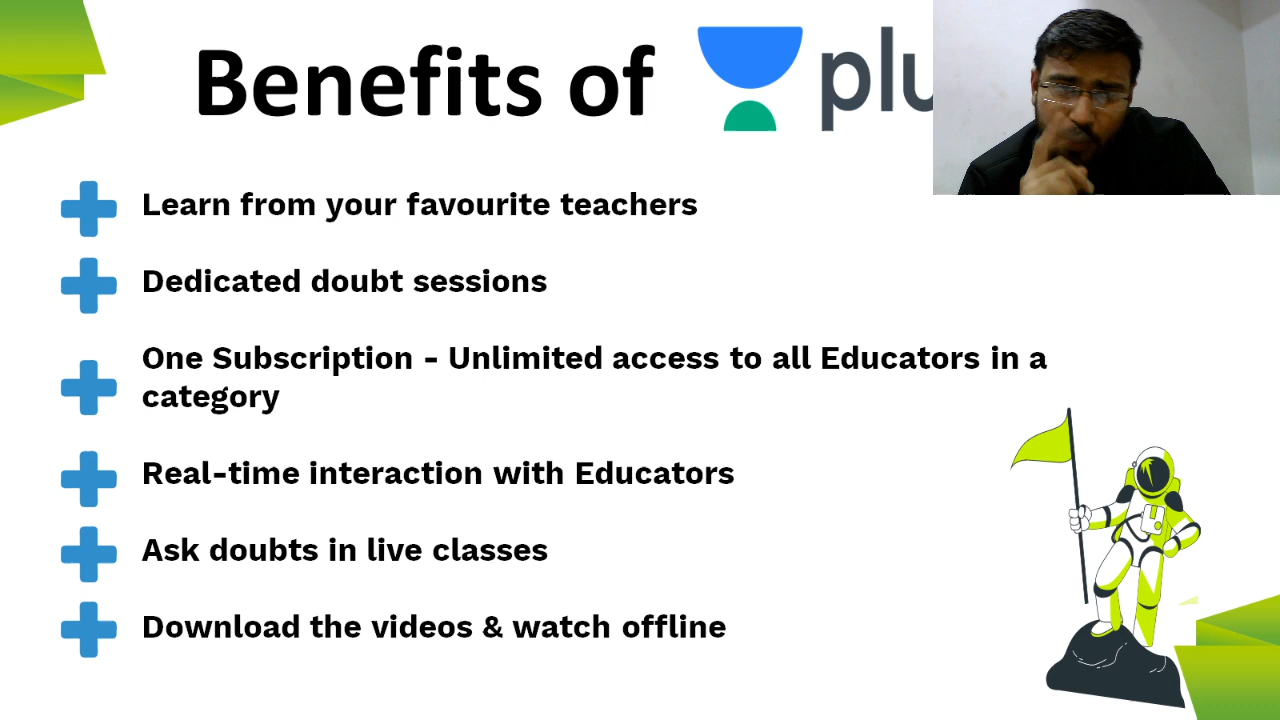 Benefits of plu
Learn from your favourite teachers
Dedicated doubt sessions
One Subscription - Unlimited access to all Educators in a
category
Real-time interaction with Educators
Ask doubts in live classes
Download the videos & watch offline